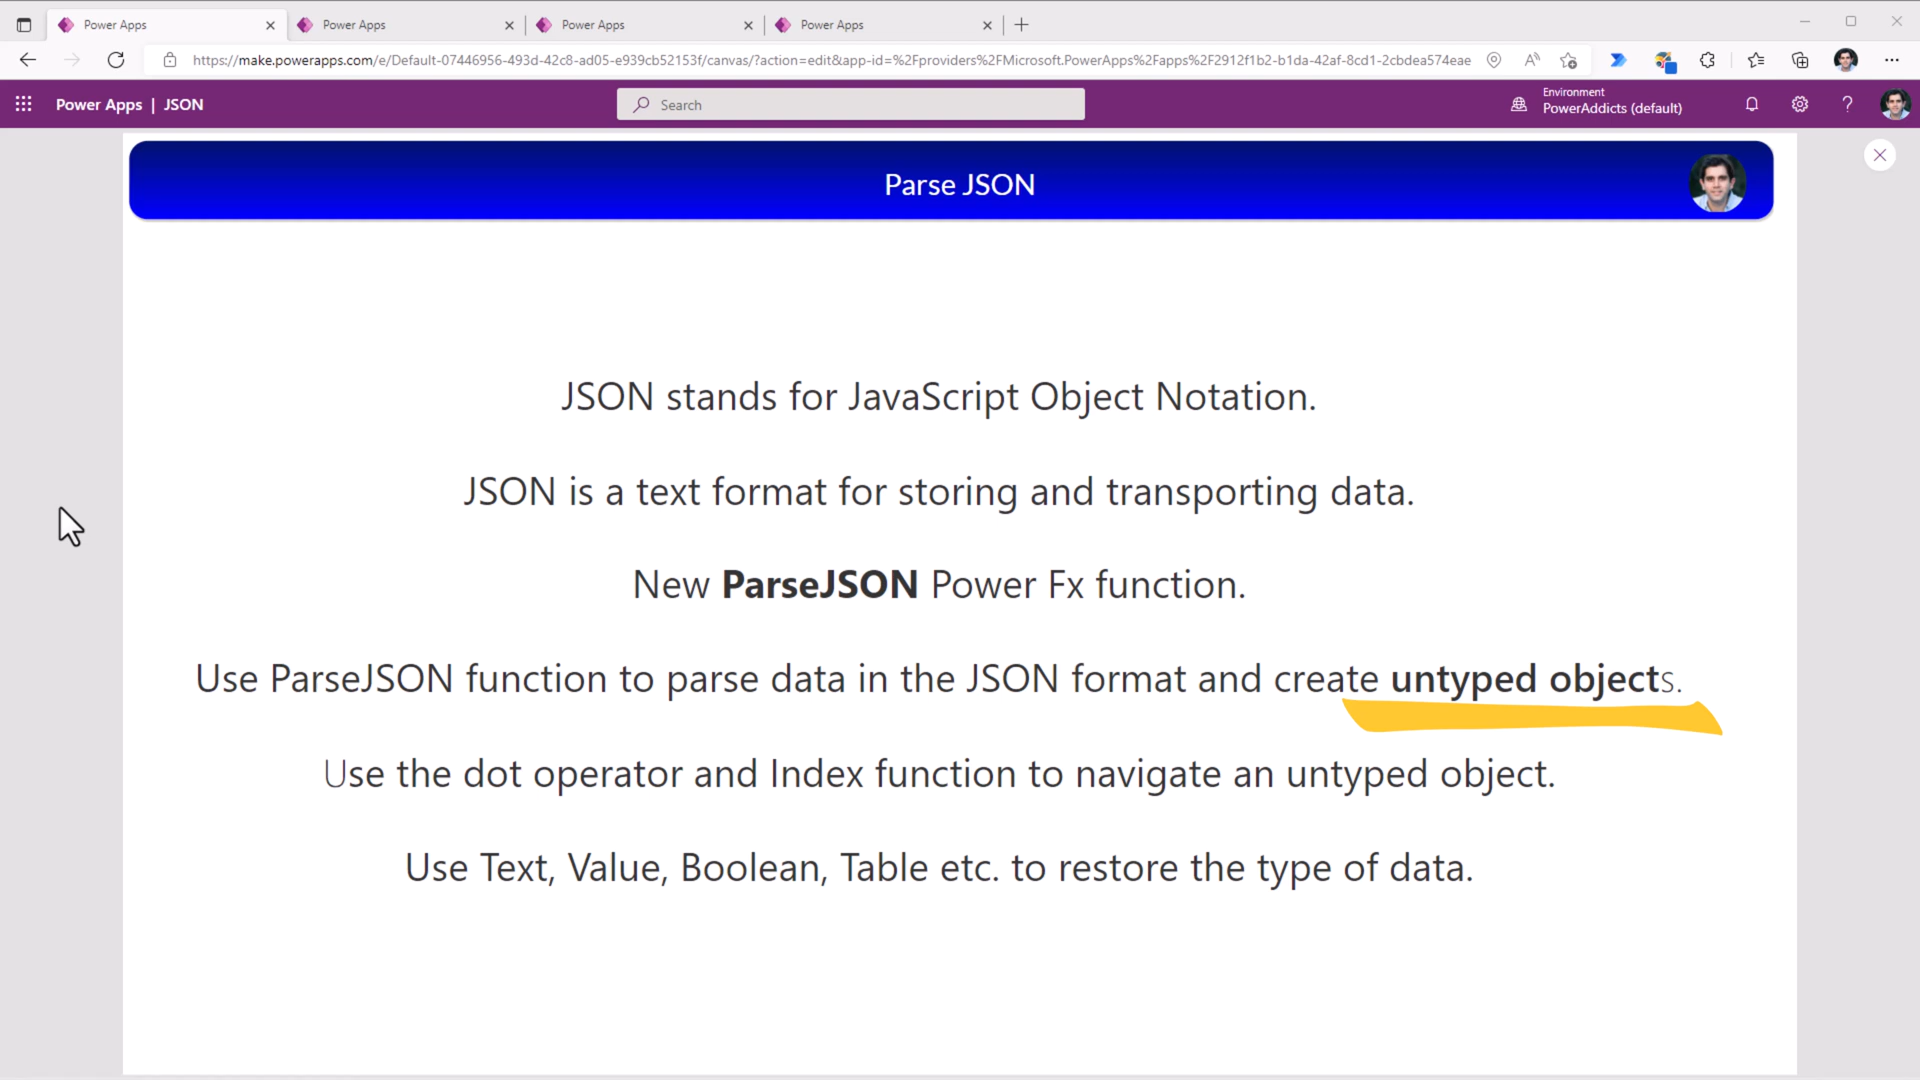 Power Apps
Power Apps
Power Apps
Power Apps
https://make.powerapps.com/e/Default-07446956-493d-42c8-ad05-e939cb52153f/canvas/?action=edit&app-id=%2Fproviders%2FMicrosoft.PowerApps%2Fapps%2F2912f1b2-b1da-42af-8cd1-2cbdea574eae
Power Apps | JSON
Search
Environment
PowerAddicts (default)
Parse JSON
JSON stands for JavaScript Object Notation.
JSON is a text format for storing and transporting data.
New ParseJSON Power Fx function.
Use ParseJSON function to parse data in the JSON format and create untyped objects.
Use the dot operator and Index function to navigate an untyped object.
Use Text, Value, Boolean, Table etc. to restore the type of data.